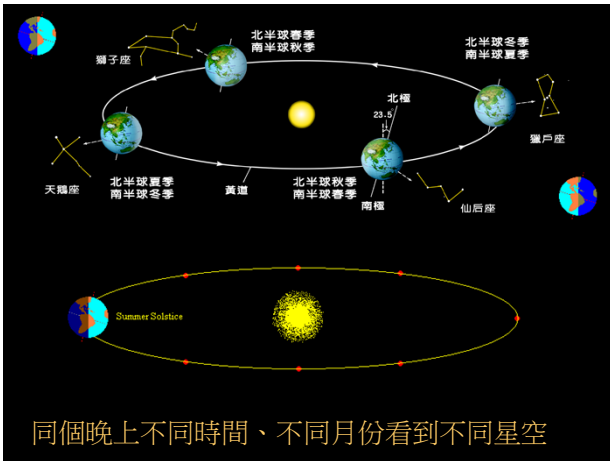 獅子座
北半球春季
南半球秋季
北半球冬季
南半球夏季
獵戶座
北極
23.5
天鵝座
北半球夏季
南半球冬季
黃道
北半球秋季
南半球春季
南極
仙后座
Summer Solstice
同個晚上不同時間、不同月份看到不同星空